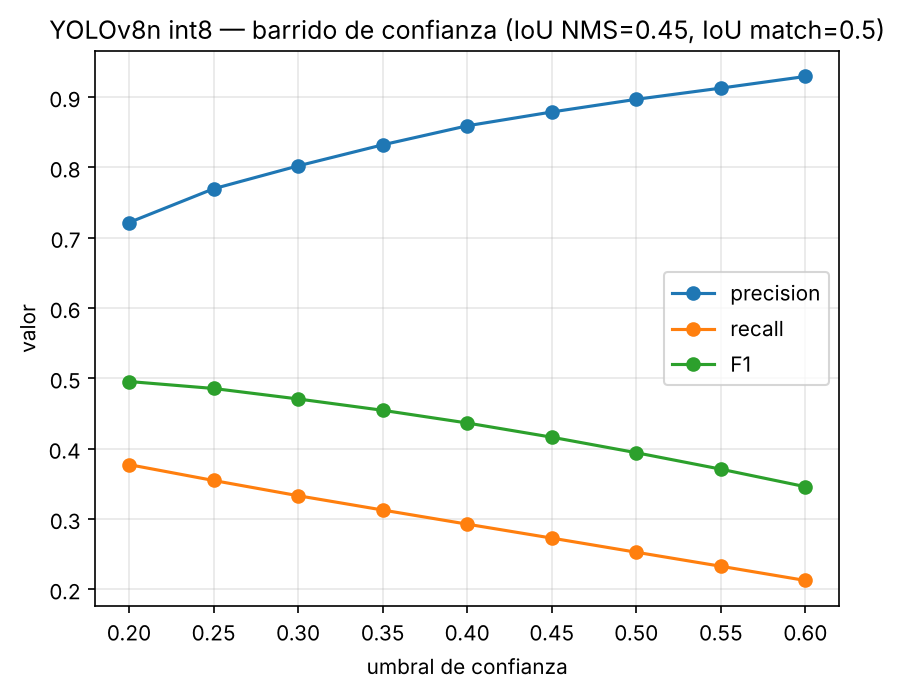 YOLOv8n int8 — barrido de confianza (IoU NMS=0.45, IoU match=0.5)
0.9
0.8
0.7
0.6
0.5
0.4
0.3
0.2
valor
precision
recall
F1
0.20 0.25 0.30 0.35 0.40 0.45 0.50 0.55 0.60
umbral de confianza